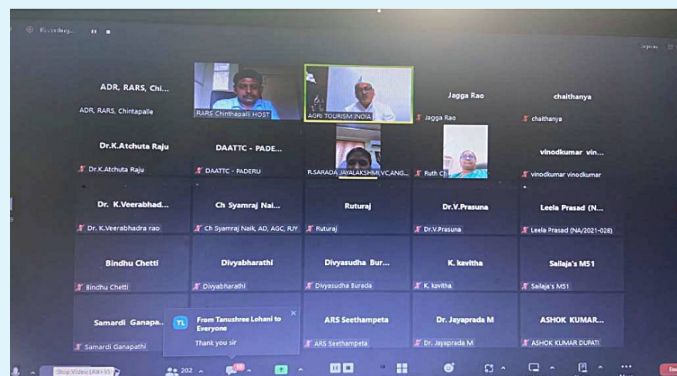 Recording...
ADR, RARS, Chi...
ADR, RARS, Chintapalle
RARS Chinthapalli HOST
AGRI TOURISM INDIA
Jagga Rao
Jagga Rao
chaithanya
chaithanya
Dr.K.Atchuta Raju
Dr.K.Atchuta Raju
DAATTC - PADE...
DAATTC - PADERU
R.SARADA JAYALAKSHMI,VC,ANG...
Ruth Ch
vinodkumar vin...
vinodkumar vinodkumar
Dr. K.Veerabhad...
Dr. K.Veerabhadra rao
Ch Syamraj Nai...
Ch Syamraj Naik, AD, AGC, RJY
Ruturaj
Ruturaj
Dr.V.Prasuna
Dr.V.Prasuna
Leela Prasad (N...
Leela Prasad (NA/2021-028)
Bindhu Chetti
Bindhu Chetti
Divyabharathi
Divyabharathi
Divyasudha Bur...
Divyasudha Burada
K. kavitha
K. kavitha
Sailaja's M51
Sailaja's M51
Samardi Ganapa...
Samardi Ganapathi
TL
From Tanushree Lohani to
Everyone
Thank you sir
ARS Seethampeta
ARS Seethampeta
Dr. Jayaprada M
Dr. Jayaprada M
ASHOK KUMAR...
ASHOK KUMAR DUPATI
Stop Video (Alt+V)
202